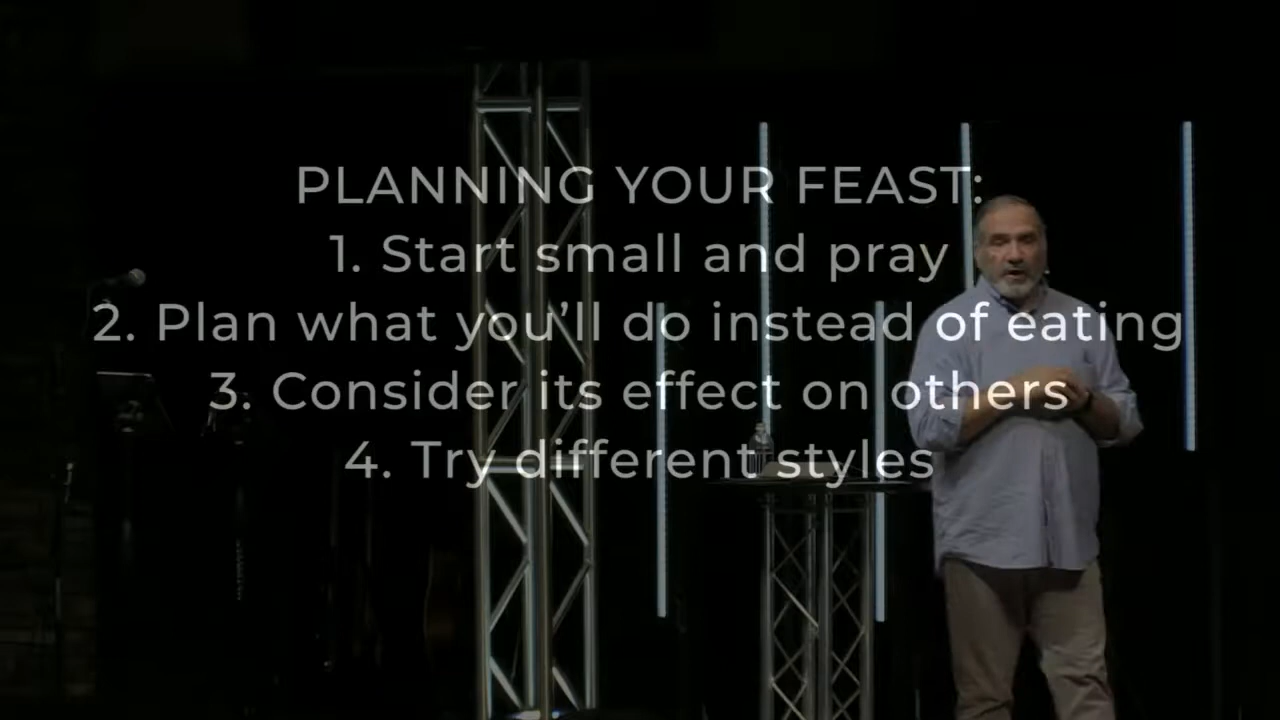 PLANNING YOUR FEAST:
1. Start small and pray
2. Plan what you’ll do instead of eating
3. Consider its effect on others
4. Try different styles